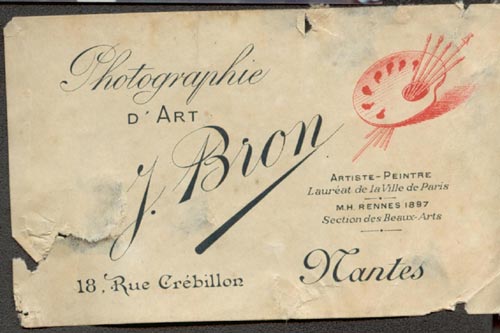 Photographie
D'ART
J. Bron
ARTISTE-PEINTRE
Lauréat de la Ville de Paris
M.H. RENNES 1897
Section des Beaux-Arts
18, Rue Crébillon
Nantes